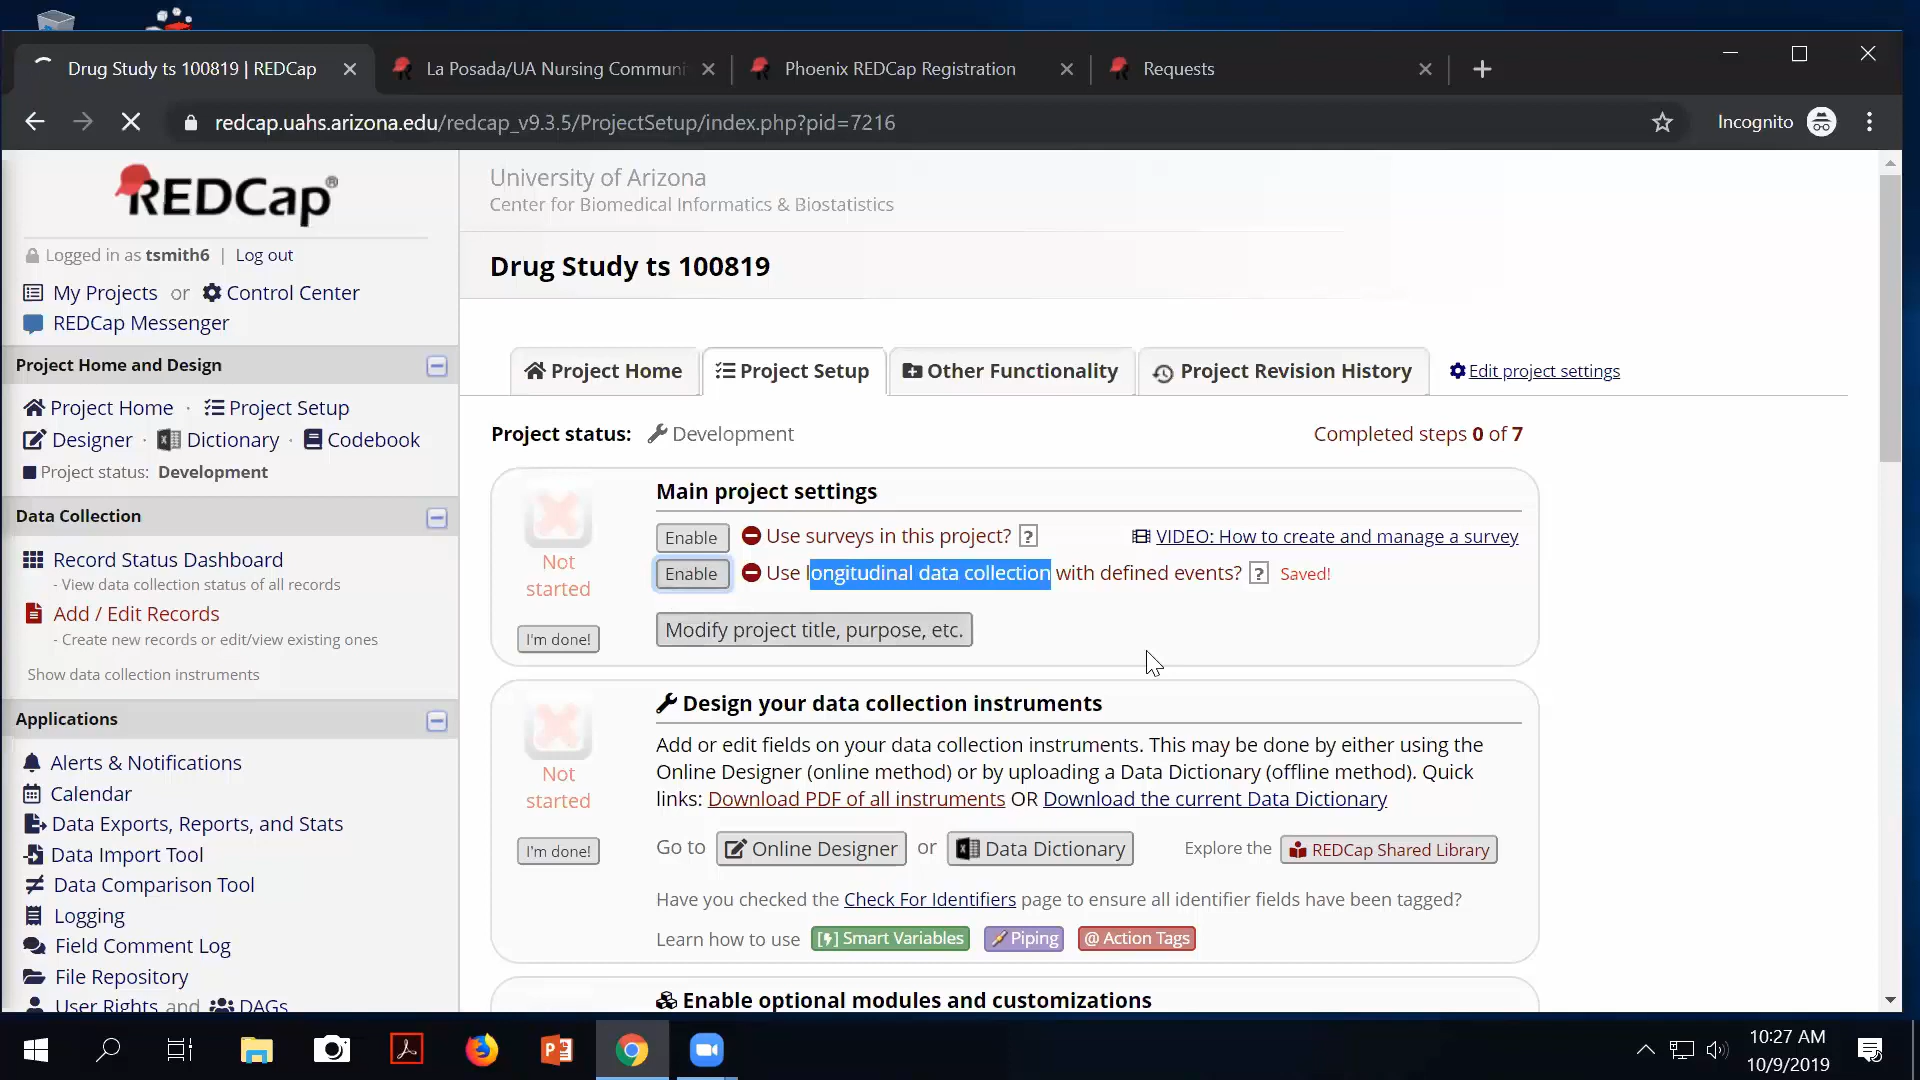 Drug Study ts 100819 | REDCap
La Posada/UA Nursing Commun
Phoenix REDCap Registration
Requests
redcap.uahs.arizona.edu/redcap_v9.3.5/ProjectSetup/index.php?pid=7216
Incognito
REDCap®
Logged in as tsmith6 | Log out
My Projects or Control Center
REDCap Messenger
Project Home and Design
Project Home · Project Setup
Designer · Dictionary · Codebook
Project status: Development
Data Collection
Record Status Dashboard
- View data collection status of all records
Add / Edit Records
- Create new records or edit/view existing ones
Show data collection instruments
Applications
Alerts & Notifications
Calendar
Data Exports, Reports, and Stats
Data Import Tool
Data Comparison Tool
Logging
Field Comment Log
File Repository
User Rights and DAGs
University of Arizona
Center for Biomedical Informatics & Biostatistics
Drug Study ts 100819
Project Home
Project Setup
Other Functionality
Project Revision History
Edit project settings
Project status: Development
Completed steps 0 of 7
Not started
I'm done!
Main project settings
Enable Use surveys in this project? ? VIDEO: How to create and manage a survey
Enable Use longitudinal data collection with defined events? ? Saved!
Modify project title, purpose, etc.
Not started
I'm done!
Design your data collection instruments
Add or edit fields on your data collection instruments. This may be done by either using the
Online Designer (online method) or by uploading a Data Dictionary (offline method). Quick
links: Download PDF of all instruments OR Download the current Data Dictionary
Go to Online Designer or Data Dictionary Explore the REDCap Shared Library
Have you checked the Check For Identifiers page to ensure all identifier fields have been tagged?
Learn how to use [ ] Smart Variables Piping @ Action Tags
Enable optional modules and customizations
10:27 AM
10/9/2019